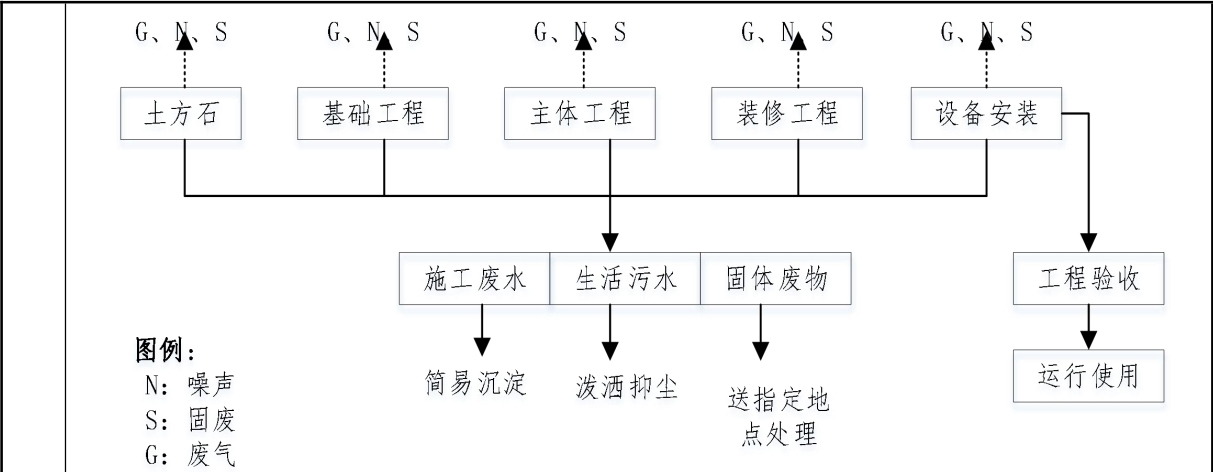 G、N、S G、N、S G、N、S G、N、S G、N、S
土方石 基础工程 主体工程 装修工程 设备安装
施工废水 生活污水 固体废物 工程验收
简易沉淀 泼洒抑尘 送指定地
点处理
运行使用
图例：
N：噪声
S：固废
G：废气